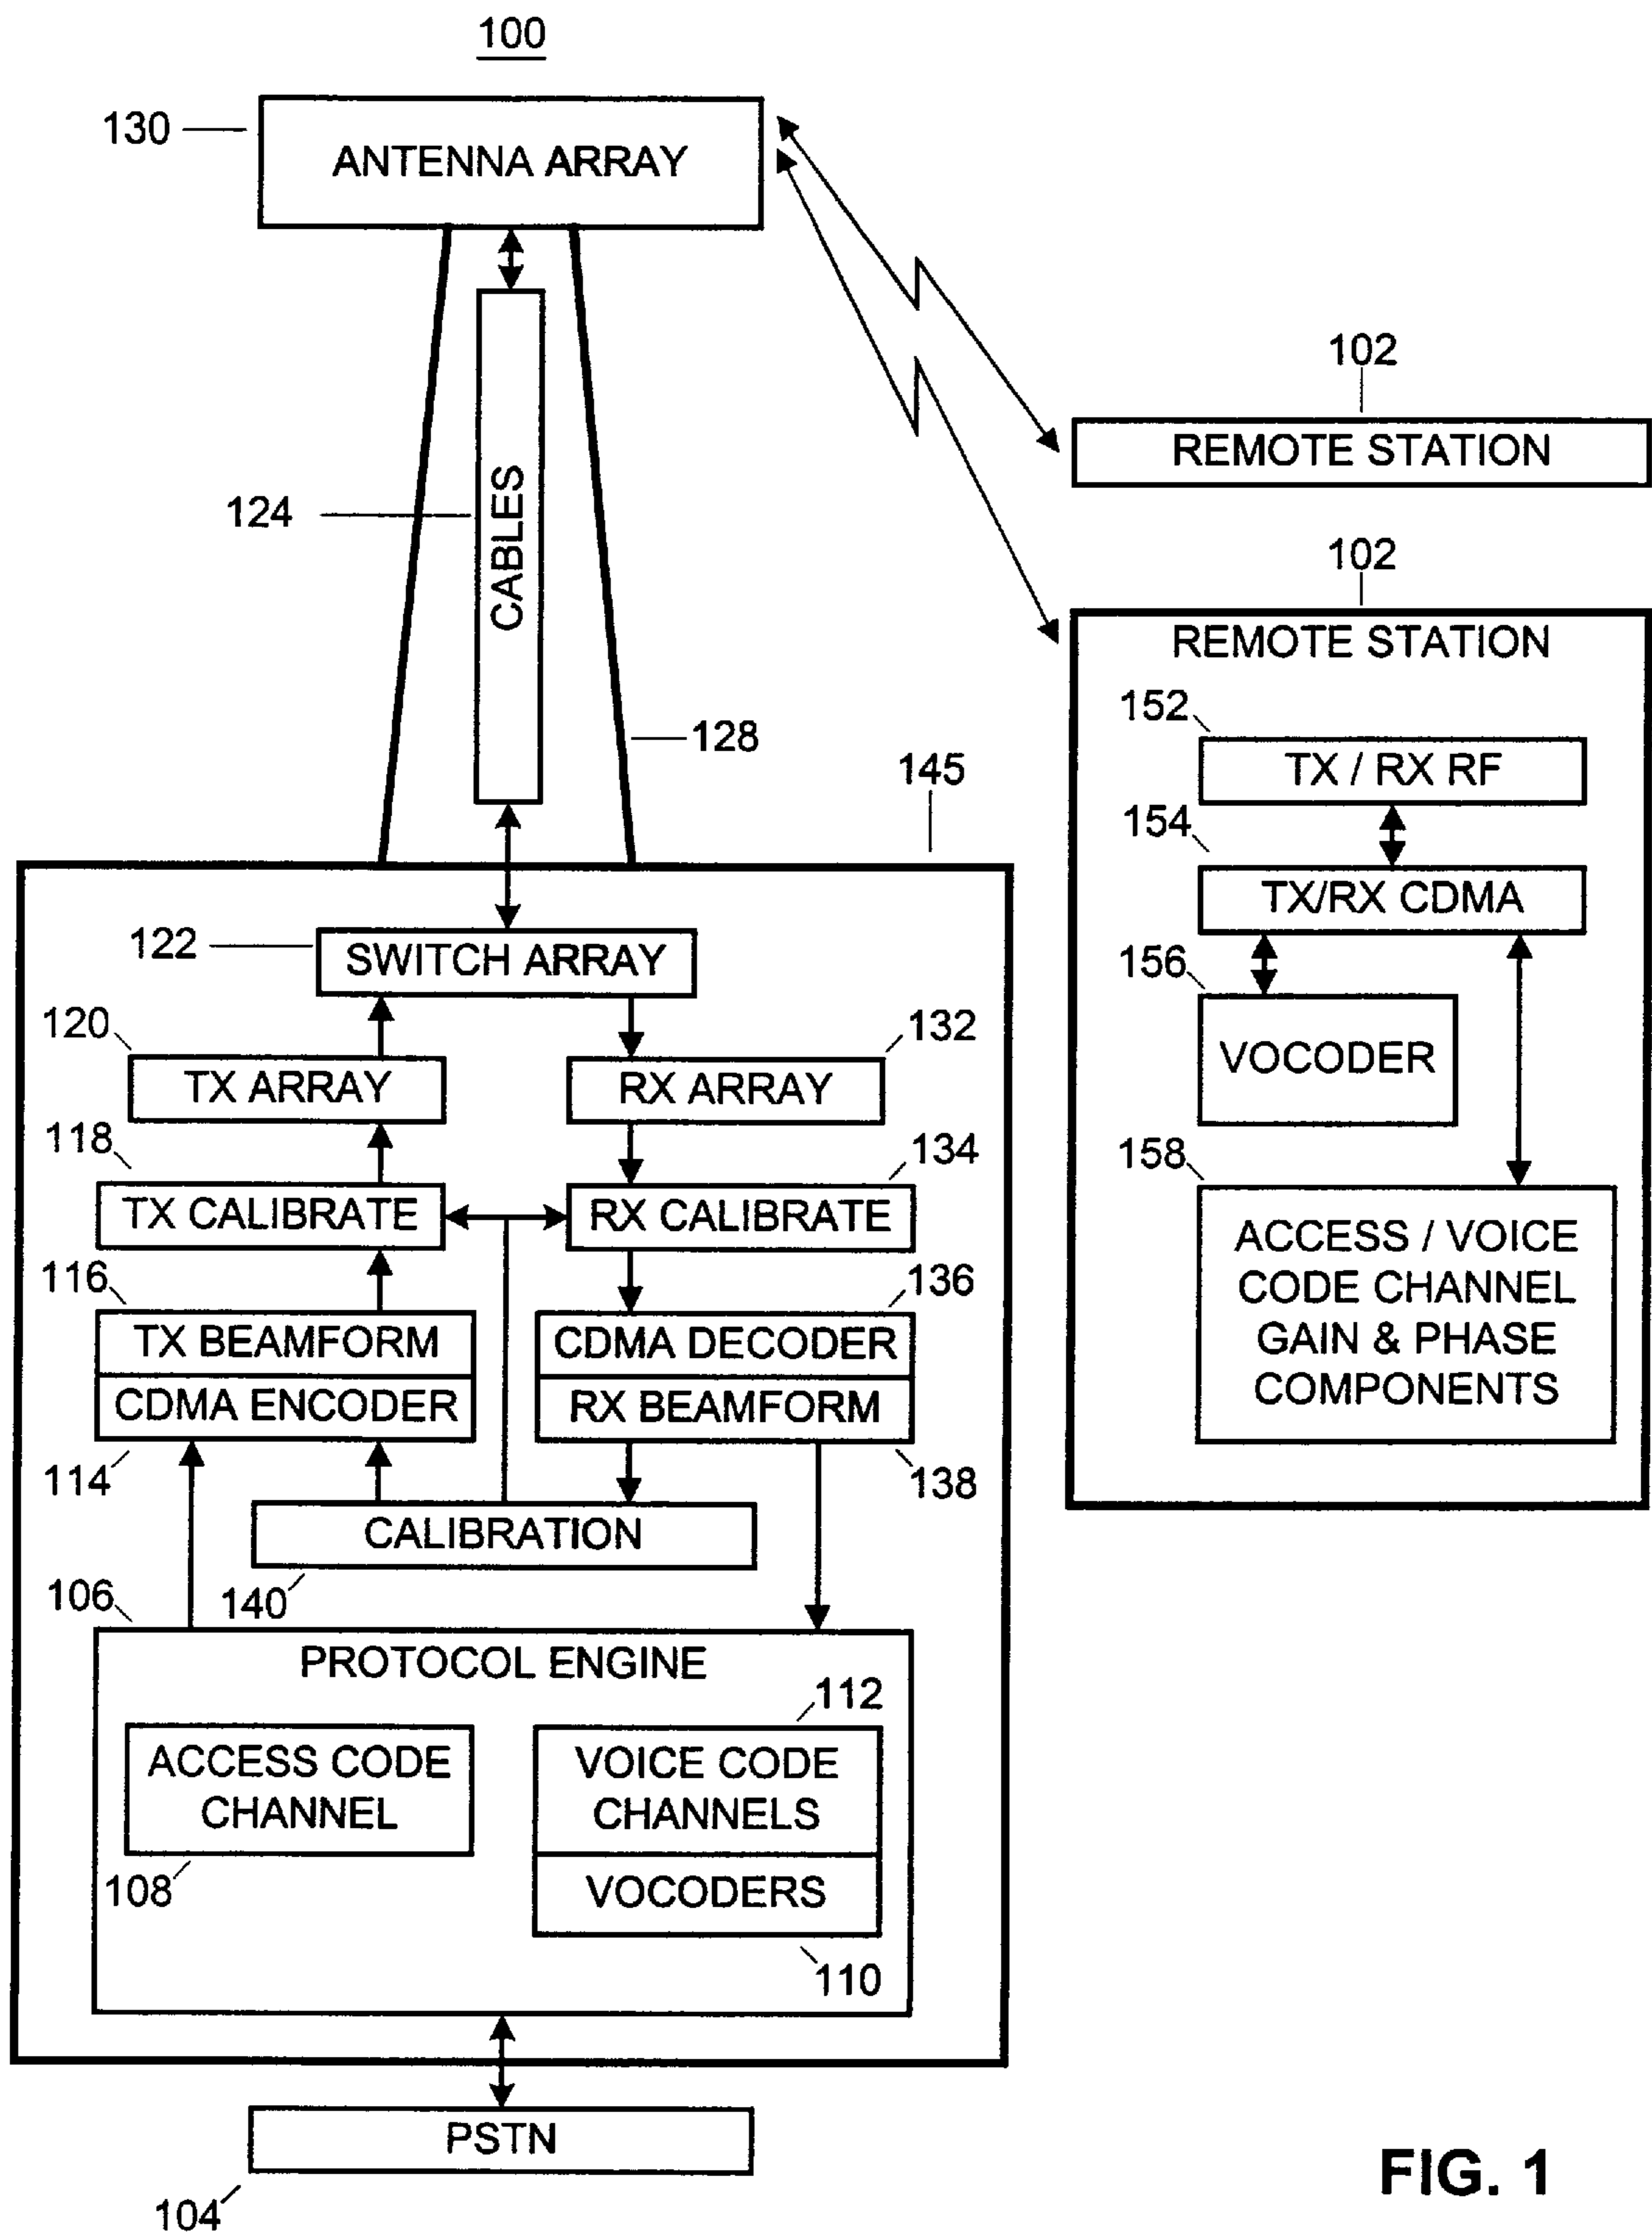 100
130
ANTENNA ARRAY
124
CABLES
128
102
REMOTE STATION
102
REMOTE STATION
152
TX / RX RF
154
TX/RX CDMA
156
VOCODER
158
ACCESS / VOICE
CODE CHANNEL
GAIN & PHASE
COMPONENTS
145
122
SWITCH ARRAY
120
TX ARRAY
132
RX ARRAY
118
TX CALIBRATE
134
RX CALIBRATE
116
TX BEAMFORM
136
CDMA DECODER
CDMA ENCODER
114
RX BEAMFORM
138
CALIBRATION
140
106
PROTOCOL ENGINE
112
ACCESS CODE
CHANNEL
108
VOICE CODE
CHANNELS
VOCODERS
110
PSTN
104
FIG. 1